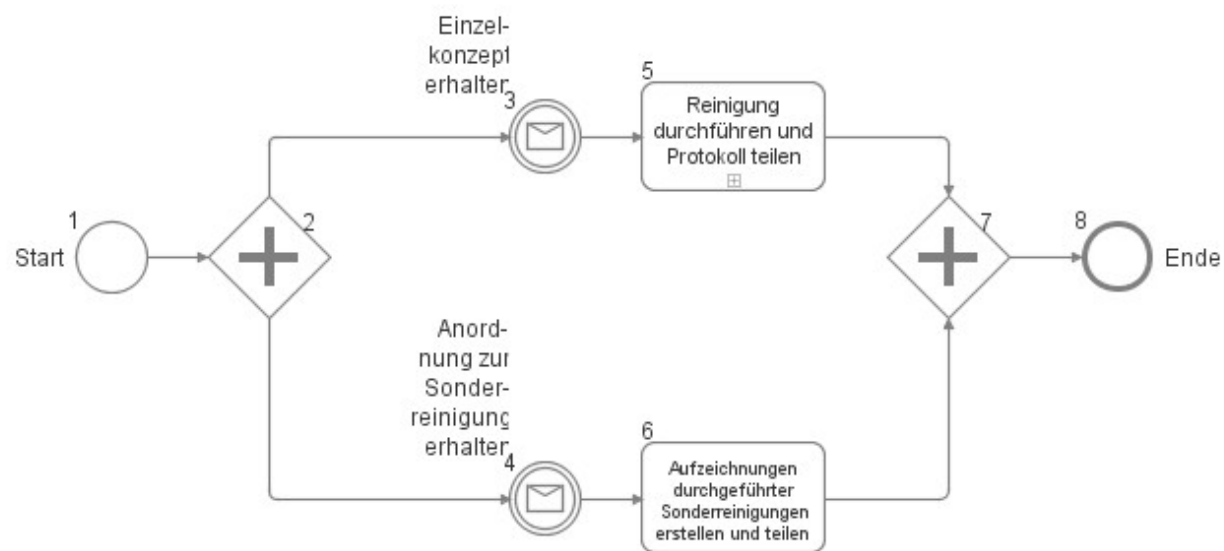 Einzel-
konzept
erhalten
3
5
Reinigung
durchführen und
Protokoll teilen
1
Start
2
7
8
Ende
Anord-
nung zur
Sonder-
reinigung
erhalten
4
6
Aufzeichnungen
durchgeführter
Sonderreinigungen
erstellen und teilen